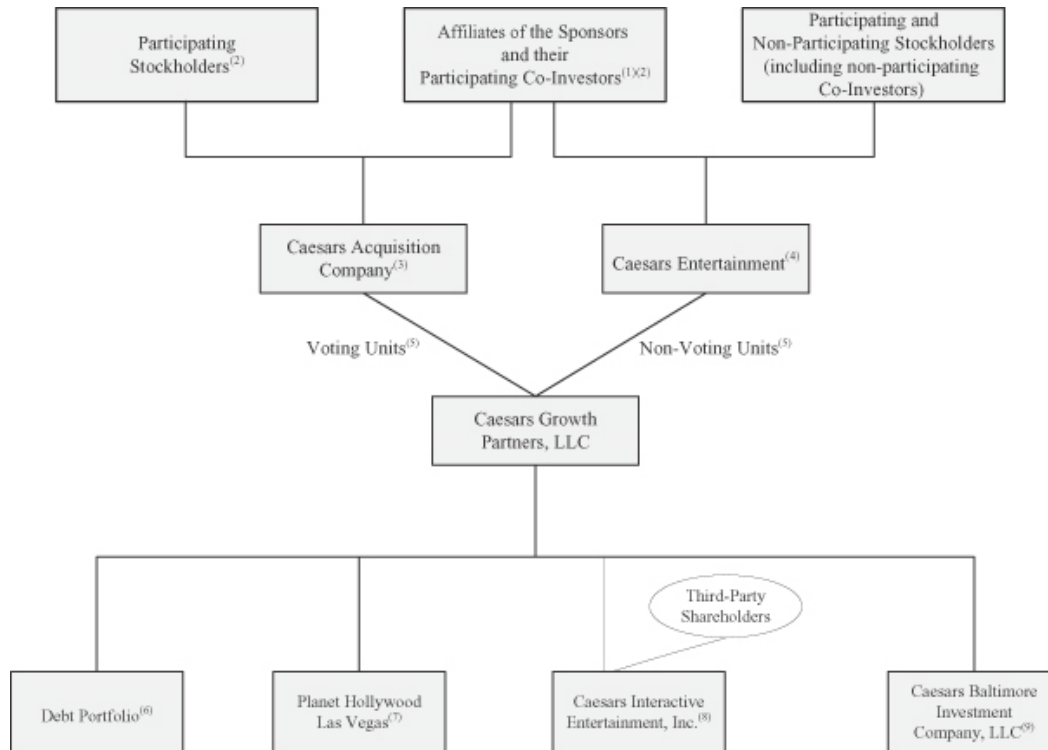 Participating
Stockholders(2)
Affiliates of the Sponsors
and their
Participating Co-Investors(1)(2)
Participating and
Non-Participating Stockholders
(including non-participating
Co-Investors)
Caesars Acquisition
Company(3)
Caesars Entertainment(4)
Voting Units(5)
Non-Voting Units(5)
Caesars Growth
Partners, LLC
Third-Party
Shareholders
Debt Portfolio(6)
Planet Hollywood
Las Vegas(7)
Caesars Interactive
Entertainment, Inc.(8)
Caesars Baltimore
Investment
Company, LLC(9)